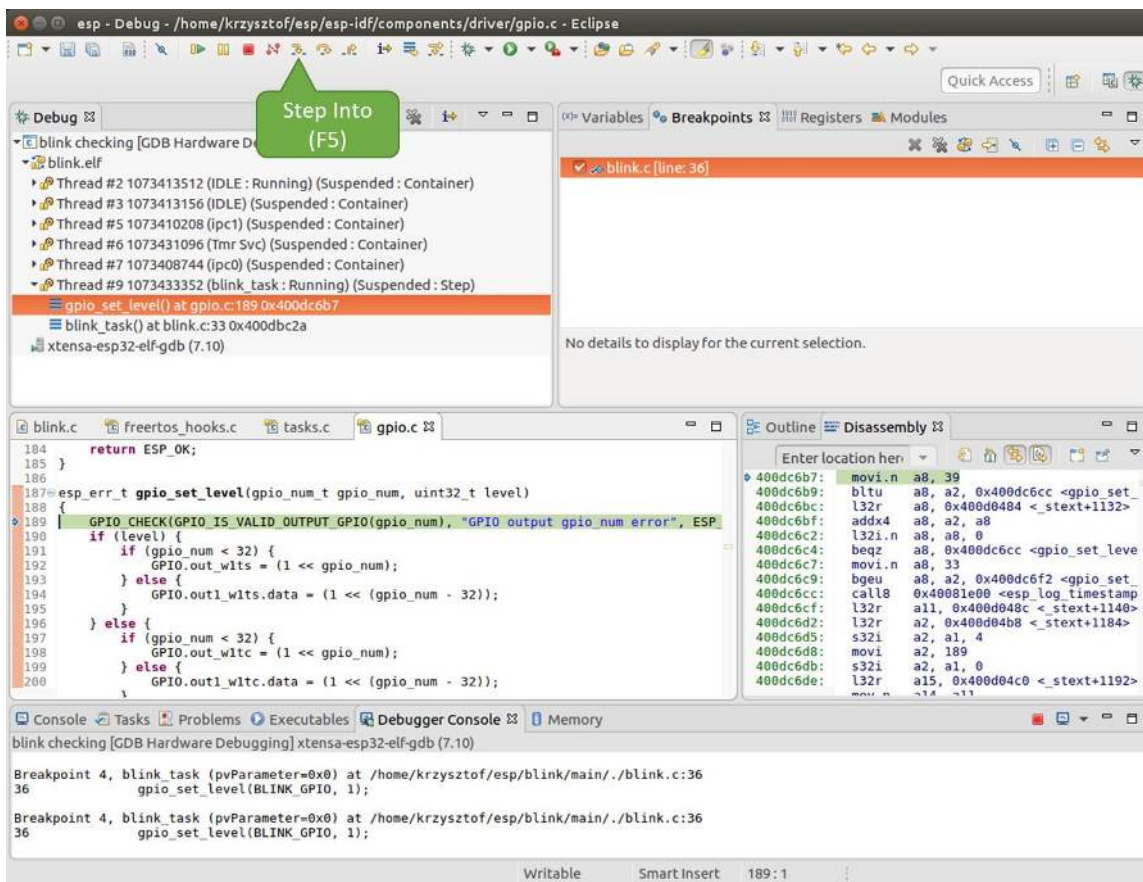 esp - Debug - /home/krzysztof/esp/esp-idf/components/driver/gpio.c - Eclipse
Quick Access
Step Into
(F5)
Debug
blink checking [GDB Hardware D
blink.elf
Thread #2 1073413512 (IDLE : Running) (Suspended : Container)
Thread #3 1073413156 (IDLE) (Suspended : Container)
Thread #5 1073410208 (ipc1) (Suspended : Container)
Thread #6 1073431096 (Tmr Svc) (Suspended : Container)
Thread #7 1073408744 (ipc0) (Suspended : Container)
Thread #9 1073433352 (blink_task : Running) (Suspended : Step)
gpio_set_level() at gpio.c:189 0x400dc6b7
blink_task() at blink.c:33 0x400dbc2a
xtensa-esp32-elf-gdb (7.10)
(x)= Variables Breakpoints Registers Modules
blink.c [line: 36]
No details to display for the current selection.
blink.c freertos_hooks.c tasks.c gpio.c
184 return ESP_OK;
185 }
186
187 esp_err_t gpio_set_level(gpio_num_t gpio_num, uint32_t level)
188 {
189 GPIO_CHECK(GPIO_IS_VALID_OUTPUT_GPIO(gpio_num), "GPIO output gpio_num error", ESP_
190 if (level) {
191 if (gpio_num < 32) {
192 GPIO.out_w1ts = (1 << gpio_num);
193 } else {
194 GPIO.out1_w1ts.data = (1 << (gpio_num - 32));
195 }
196 } else {
197 if (gpio_num < 32) {
198 GPIO.out_w1tc = (1 << gpio_num);
199 } else {
200 GPIO.out1_w1tc.data = (1 << (gpio_num - 32));
}
Outline Disassembly
Enter location her
400dc6b7: movi.n a8, 39
400dc6b9: bltu a8, a2, 0x400dc6cc <gpio_set_
400dc6bc: l32r a8, 0x400d0484 <_stext+1132>
400dc6bf: addx4 a8, a2, a8
400dc6c2: l32i.n a8, a8, 0
400dc6c4: beqz a8, 0x400dc6cc <gpio_set_leve
400dc6c7: movi.n a8, 33
400dc6c9: bgeu a8, a2, 0x400dc6f2 <gpio_set_
400dc6cc: call8 0x40081e00 <esp_log_timestamp
400dc6cf: l32r a11, 0x400d048c <_stext+1140>
400dc6d2: l32r a2, 0x400d04b8 <_stext+1184>
400dc6d5: s32i a2, a1, 4
400dc6d8: movi a2, 189
400dc6db: s32i a2, a1, 0
400dc6de: l32r a15, 0x400d04c0 <_stext+1192>
mov.n a14, a11
Console Tasks Problems Executables Debugger Console Memory
blink checking [GDB Hardware Debugging] xtensa-esp32-elf-gdb (7.10)
Breakpoint 4, blink_task (pvParameter=0x0) at /home/krzysztof/esp/blink/main/./blink.c:36
36 gpio_set_level(BLINK_GPIO, 1);
Breakpoint 4, blink_task (pvParameter=0x0) at /home/krzysztof/esp/blink/main/./blink.c:36
36 gpio_set_level(BLINK_GPIO, 1);
Writable Smart Insert 189 : 1